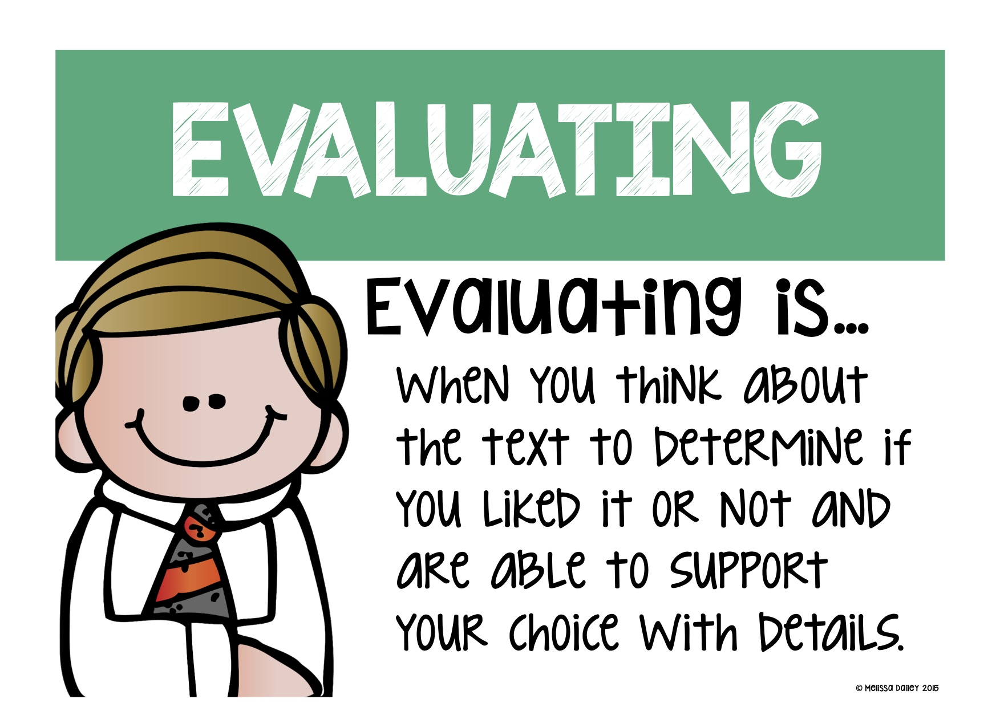 EVALUATING
Evaluating is...
When you think about
the text to determine if
you liked it or not and
are able to support
your choice with details.
© Melissa Dailey 2015